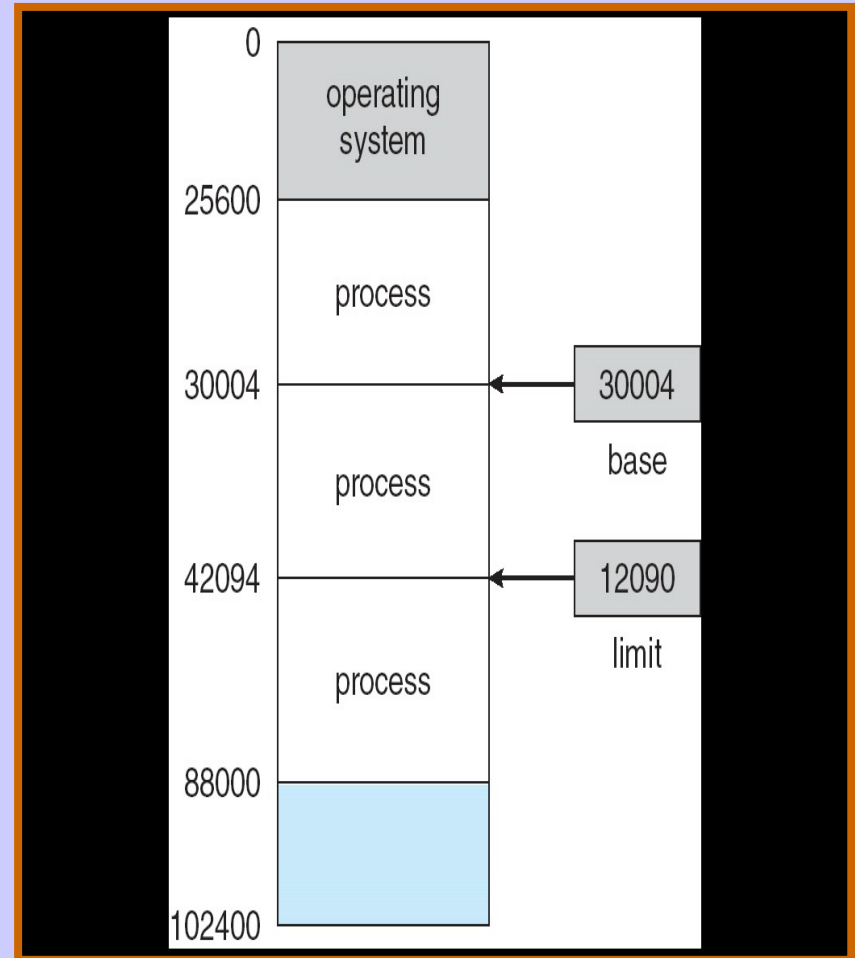 0
operating
system
25600
process
30004
30004
base
process
42094
12090
limit
process
88000
102400